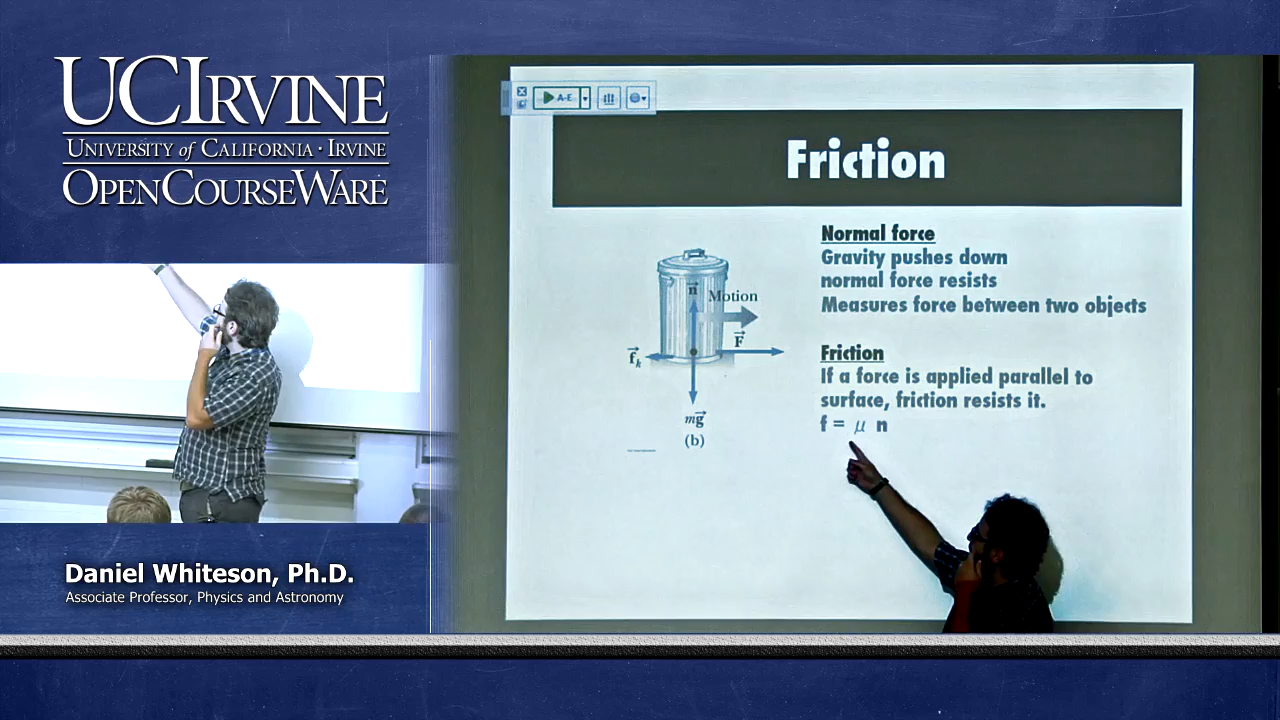 UCIRVINE
UNIVERSITY of CALIFORNIA · IRVINE
OPENCOURSEWARE
Daniel Whiteson, Ph.D.
Associate Professor, Physics and Astronomy
A-E
Friction
n
Motion
F
f k
mg
(b)
Normal force
Gravity pushes down
normal force resists
Measures force between two objects
Friction
If a force is applied parallel to
surface, friction resists it.
f = μ n